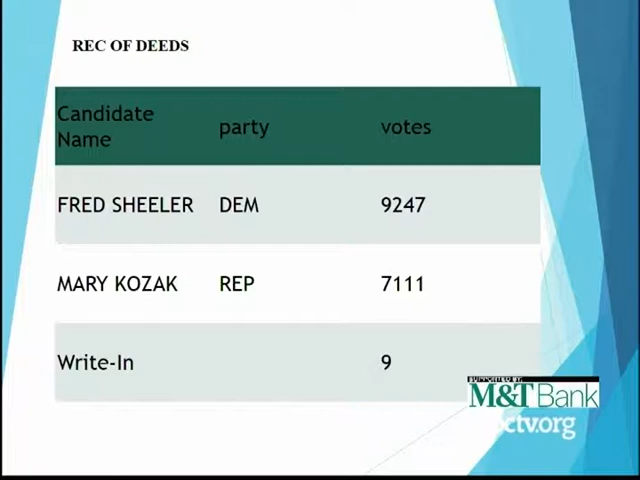 REC OF DEEDS
Candidate Name party votes
FRED SHEELER DEM 9247
MARY KOZAK REP 7111
Write-In 9
SUPPORTED BY:
M&T Bank
ctv.org